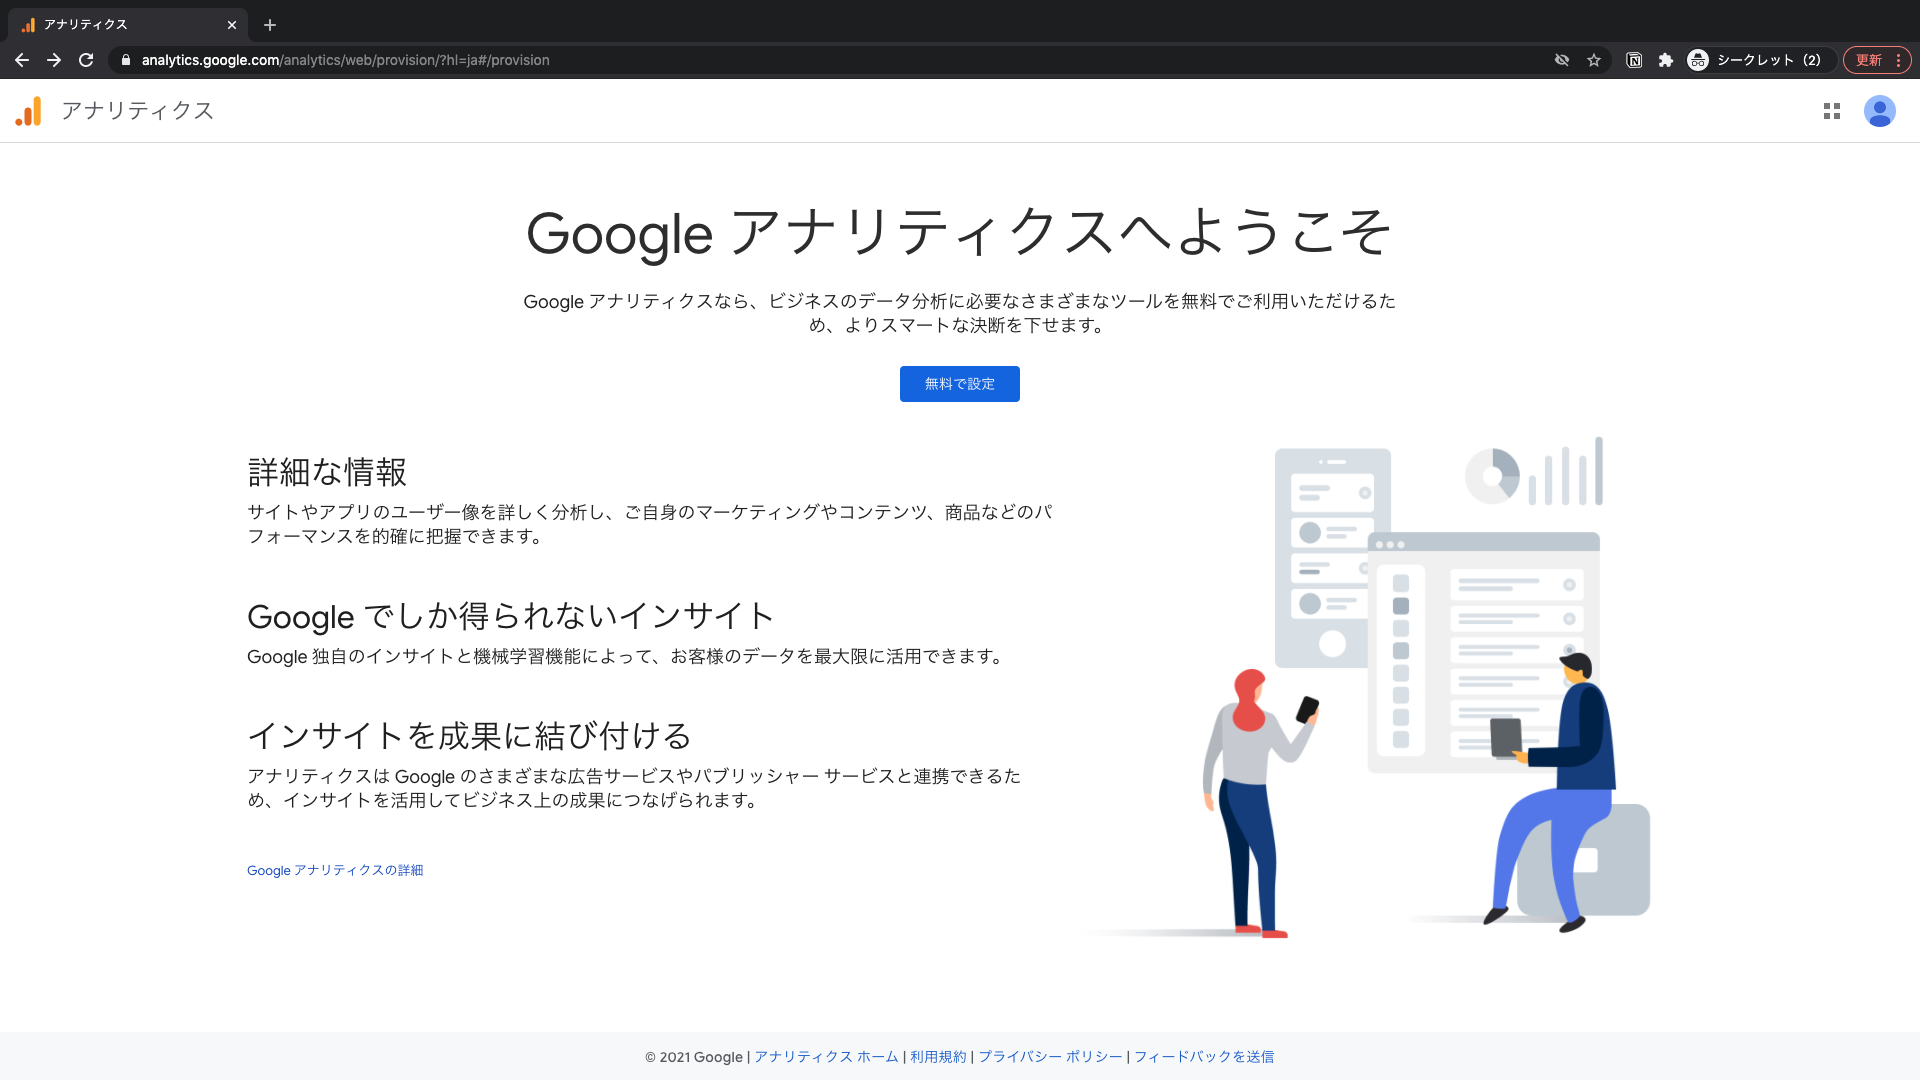 アナリティクス
analytics.google.com/analytics/web/provision/?hl=ja#/provision
シークレット（2）
更新
アナリティクス
Google アナリティクスへようこそ
Google アナリティクスなら、ビジネスのデータ分析に必要なさまざまなツールを無料でご利用いただけるた
め、よりスマートな決断を下せます。
無料で設定
詳細な情報
サイトやアプリのユーザー像を詳しく分析し、ご自身のマーケティングやコンテンツ、商品などのパ
フォーマンスを的確に把握できます。
Google でしか得られないインサイト
Google 独自のインサイトと機械学習機能によって、お客様のデータを最大限に活用できます。
インサイトを成果に結び付ける
アナリティクスは Google のさまざまな広告サービスやパブリッシャー サービスと連携できるた
め、インサイトを活用してビジネス上の成果につなげられます。
Google アナリティクスの詳細
© 2021 Google | アナリティクス ホーム | 利用規約 | プライバシー ポリシー | フィードバックを送信